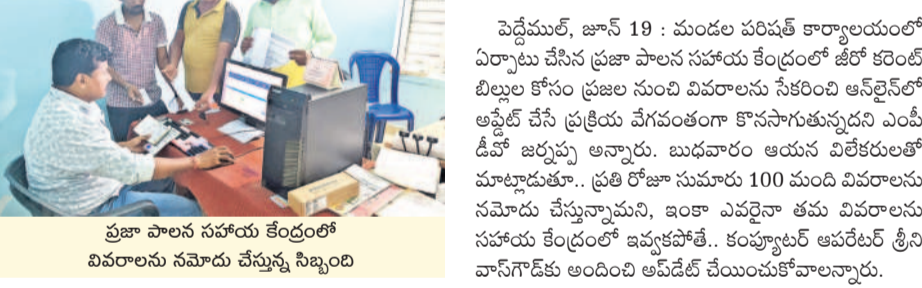 ప్రజా పాలన సహాయ కేంద్రంలో
వివరాలను నమోదు చేస్తున్న సిబ్బంది
పెద్దేముల్, జూన్ 19 : మండల పరిషత్ కార్యాలయంలో
ఏర్పాటు చేసిన ప్రజా పాలన సహాయ కేంద్రంలో జీరో కరెంట్
బిల్లుల కోసం ప్రజల నుంచి వివరాలను సేకరించి ఆన్‌లైన్‌లో
అప్డేట్ చేసే ప్రక్రియ వేగవంతంగా కొనసాగుతున్నదని ఎంపి
డీవో జర్నప్ప అన్నారు. బుధవారం ఆయన విలేకరులతో
మాట్లాడుతూ.. ప్రతి రోజూ సుమారు 100 మంది వివరాలను
నమోదు చేస్తున్నామని, ఇంకా ఎవరైనా తమ వివరాలను
సహాయ కేంద్రంలో ఇవ్వకపోతే.. కంప్యూటర్ ఆపరేటర్ శ్రీని
వాస్‌గౌడ్‌కు అందించి అప్‌డేట్ చేయించుకోవాలన్నారు.